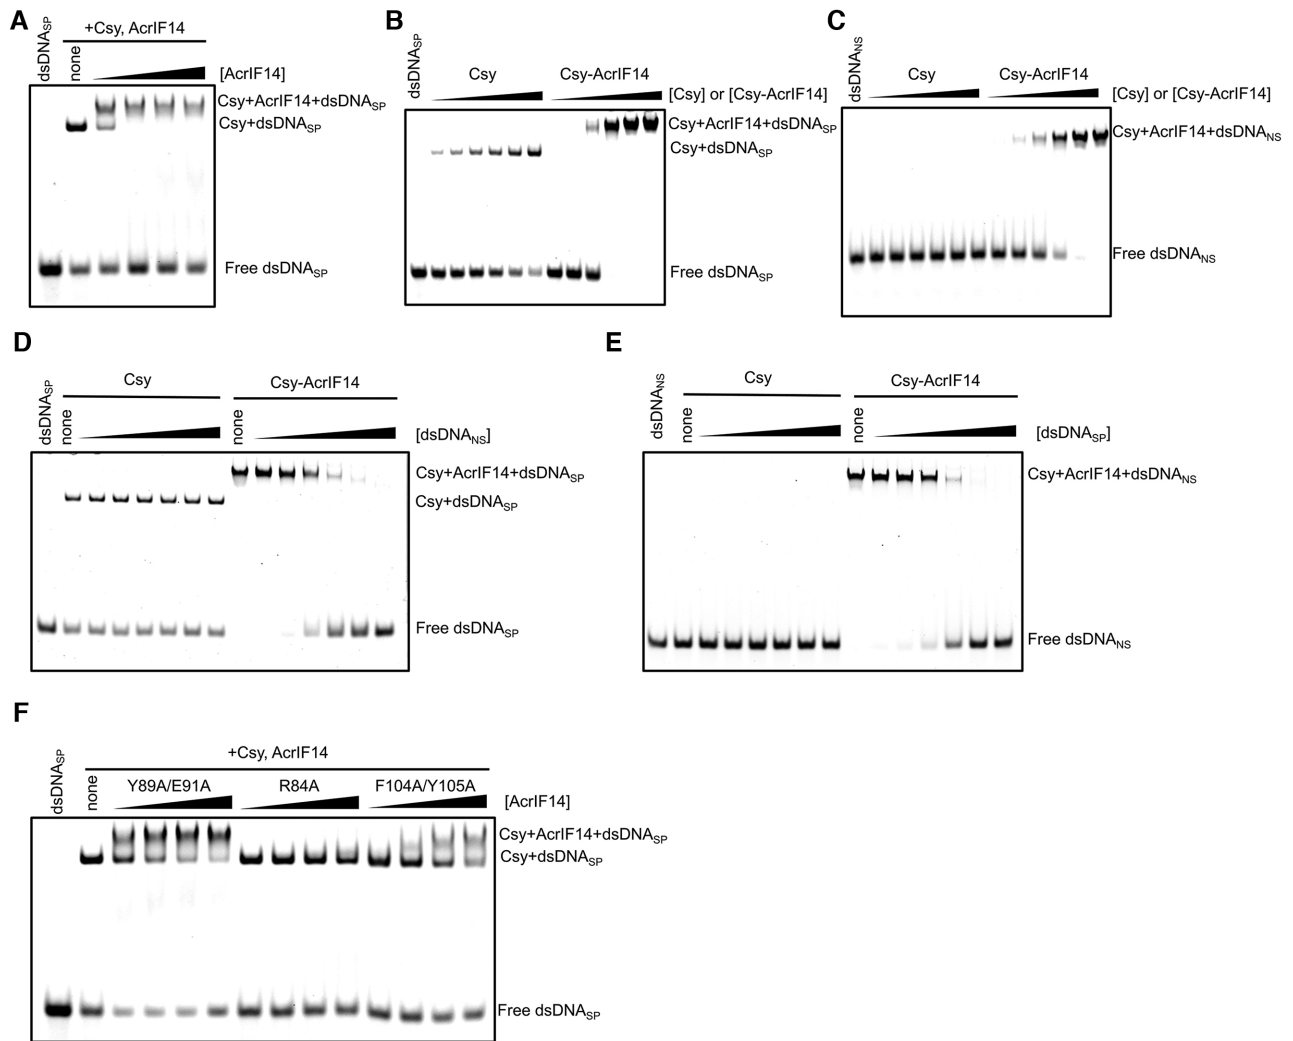 A
dsDNASP
+Csy, AcrIF14
none
[AcrIF14]
Csy+AcrIF14+dsDNASP
Csy+dsDNASP
Free dsDNASP
B
dsDNASP
Csy
Csy-AcrIF14
[Csy] or [Csy-AcrIF14]
Csy+AcrIF14+dsDNASP
Csy+dsDNASP
Free dsDNASP
C
dsDNANS
Csy
Csy-AcrIF14
[Csy] or [Csy-AcrIF14]
Csy+AcrIF14+dsDNANS
Free dsDNANS
D
dsDNASP
Csy
Csy-AcrIF14
none
none
[dsDNANS]
Csy+AcrIF14+dsDNASP
Csy+dsDNASP
Free dsDNASP
E
dsDNANS
Csy
Csy-AcrIF14
none
none
[dsDNASP]
Csy+AcrIF14+dsDNANS
Free dsDNANS
F
dsDNASP
+Csy, AcrIF14
none
Y89A/E91A
R84A
F104A/Y105A
[AcrIF14]
Csy+AcrIF14+dsDNASP
Csy+dsDNASP
Free dsDNASP